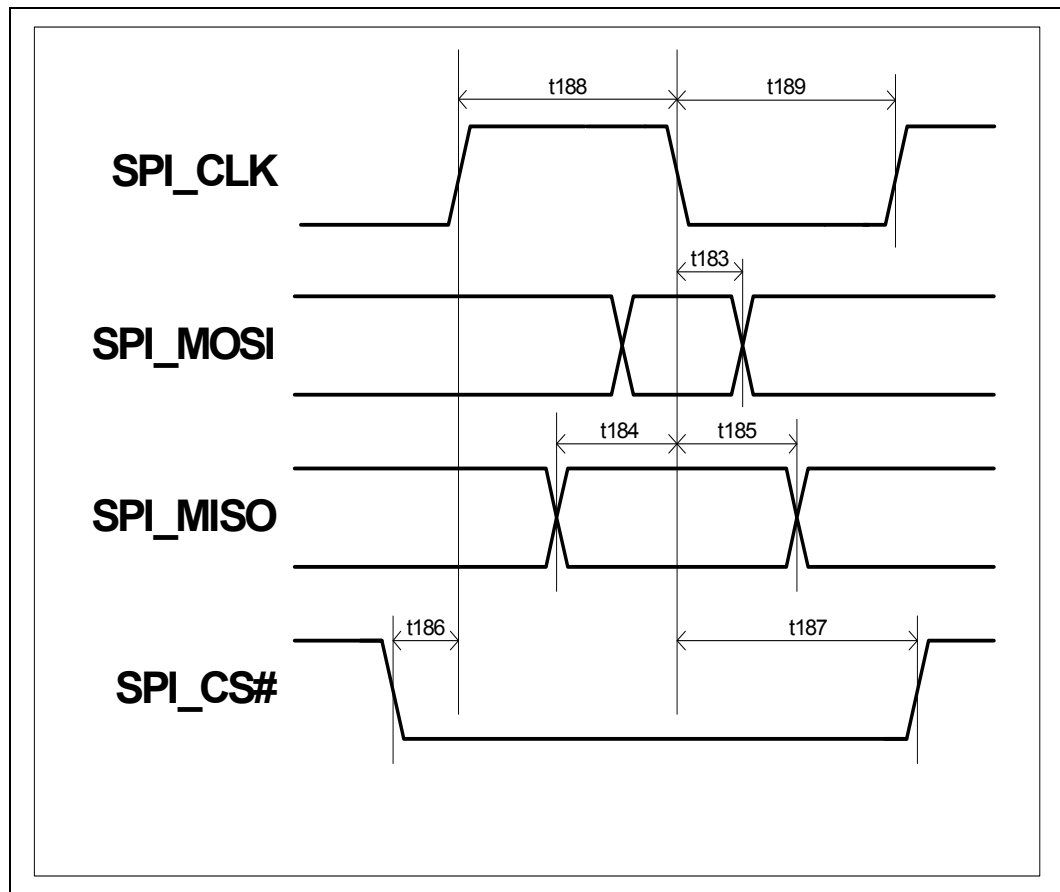 t188
t189
SPI_CLK
t183
SPI_MOSI
t184
t185
SPI_MISO
t186
t187
SPI_CS#